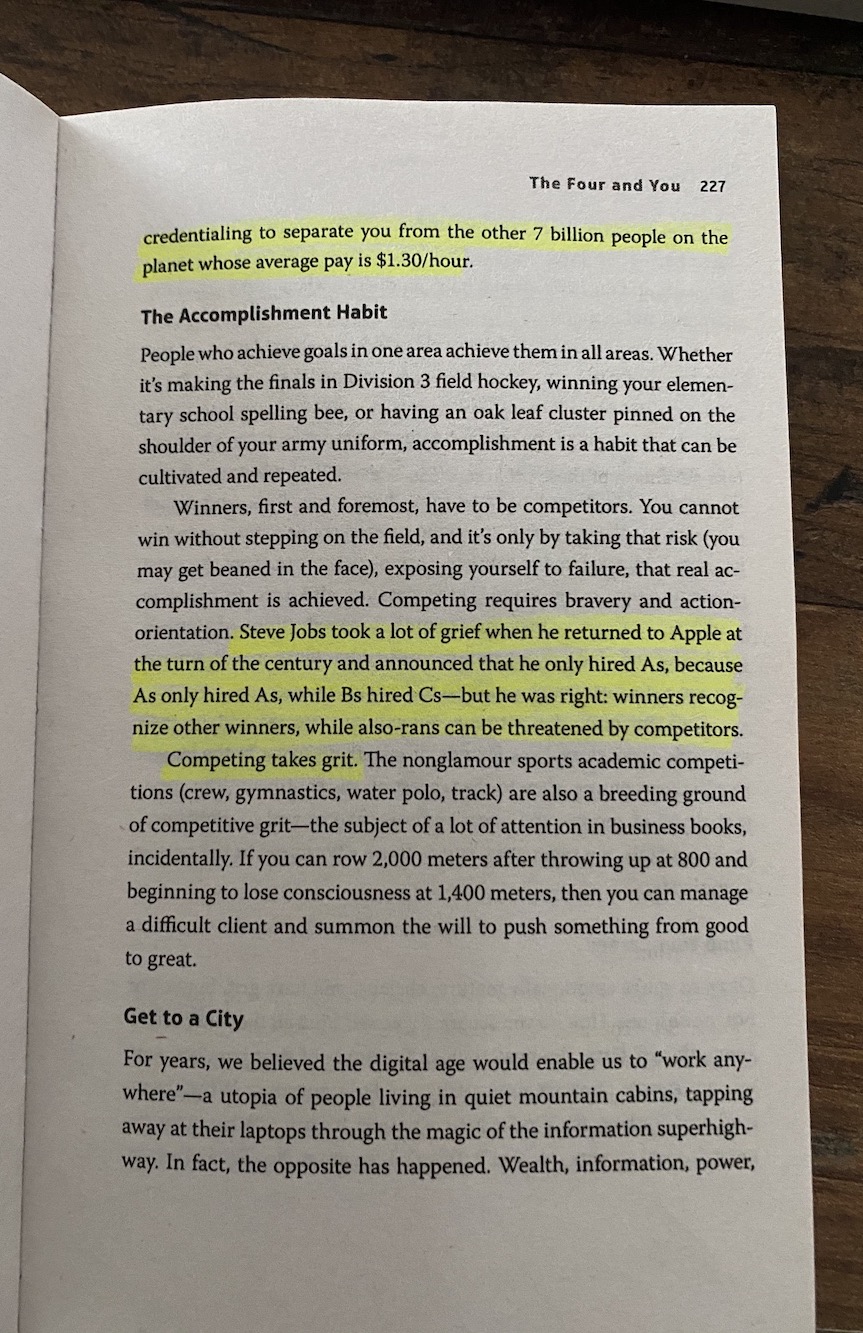 The Four and You 227
credentialing to separate you from the other 7 billion people on the
planet whose average pay is $1.30/hour.
The Accomplishment Habit
People who achieve goals in one area achieve them in all areas. Whether
it's making the finals in Division 3 field hockey, winning your elemen-
tary school spelling bee, or having an oak leaf cluster pinned on the
shoulder of your army uniform, accomplishment is a habit that can be
cultivated and repeated.
Winners, first and foremost, have to be competitors. You cannot
win without stepping on the field, and it's only by taking that risk (you
may get beaned in the face), exposing yourself to failure, that real ac-
complishment is achieved. Competing requires bravery and action-
orientation. Steve Jobs took a lot of grief when he returned to Apple at
the turn of the century and announced that he only hired As, because
As only hired As, while Bs hired Cs—but he was right: winners recog-
nize other winners, while also-rans can be threatened by competitors.
Competing takes grit. The nonglamour sports academic competi-
tions (crew, gymnastics, water polo, track) are also a breeding ground
of competitive grit—the subject of a lot of attention in business books,
incidentally. If you can row 2,000 meters after throwing up at 800 and
beginning to lose consciousness at 1,400 meters, then you can manage
a difficult client and summon the will to push something from good
to great.
Get to a City
For years, we believed the digital age would enable us to “work any-
where”—a utopia of people living in quiet mountain cabins, tapping
away at their laptops through the magic of the information superhigh-
way. In fact, the opposite has happened. Wealth, information, power,